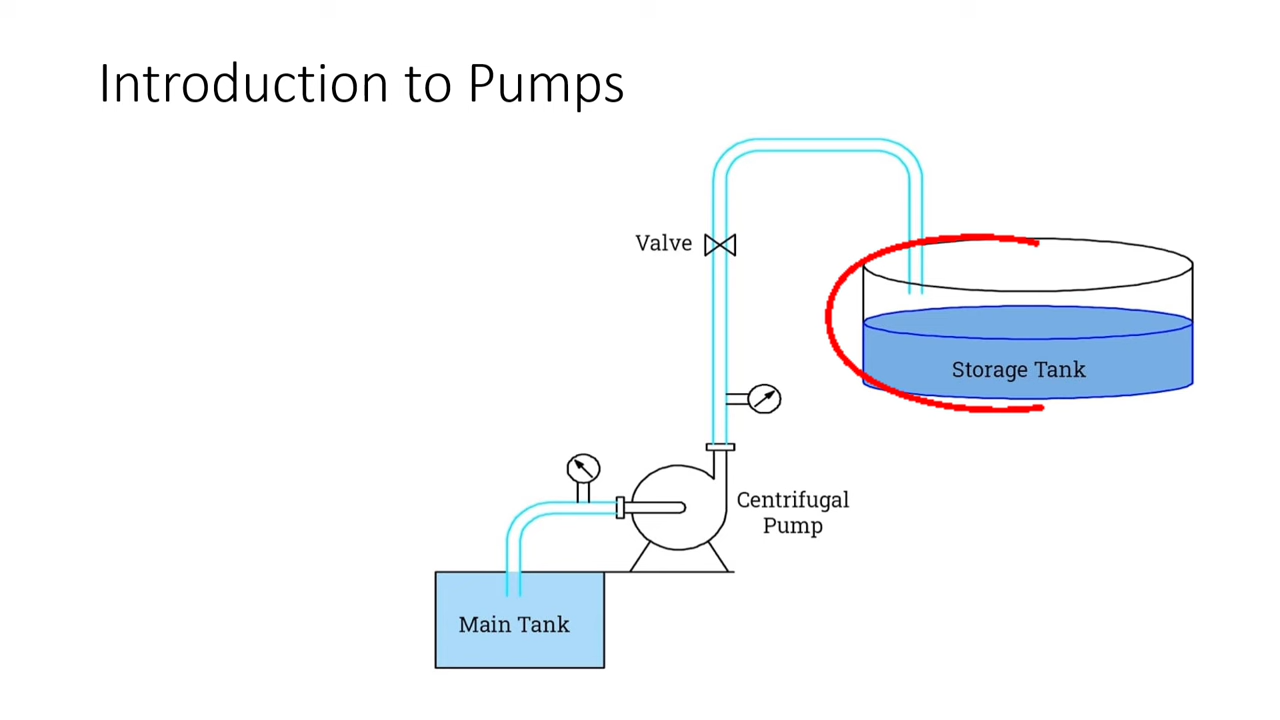 Introduction to Pumps
Valve
Storage Tank
Centrifugal
Pump
Main Tank